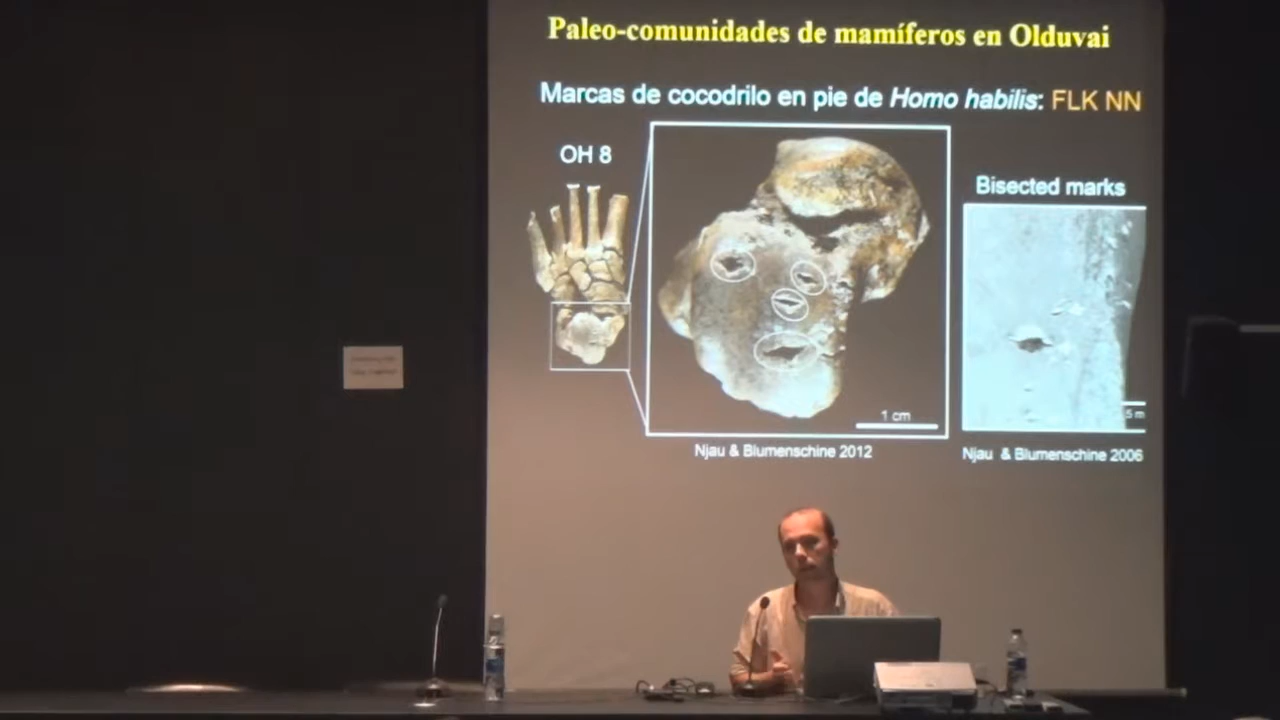 Paleo-comunidades de mamíferos en Olduvai
Marcas de cocodrilo en pie de Homo habilis: FLK NN
OH 8
Bisected marks
1 cm
5 m
Njau & Blumenschine 2012
Njau & Blumenschine 2006